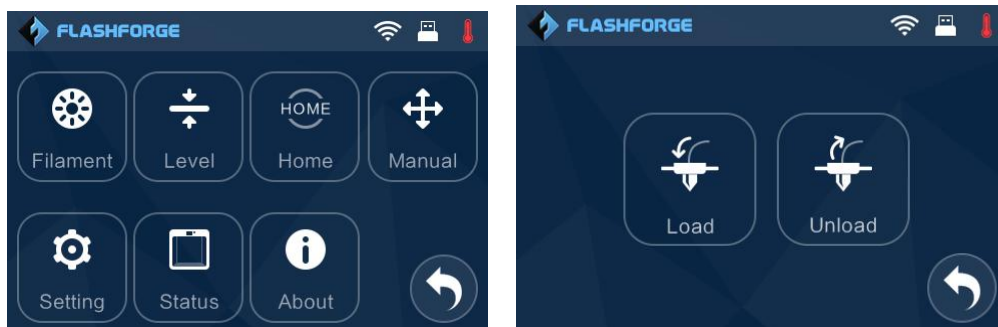 FLASHFORGE
HOME
Filament Level Home Manual
Setting Status About
FLASHFORGE
Load Unload